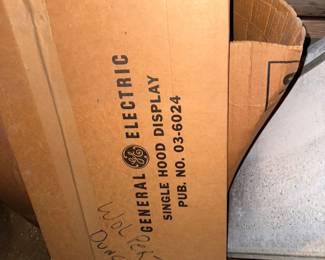 GENERAL ELECTRIC
SINGLE HOOD DISPLAY
PUB. NO. 03-6024